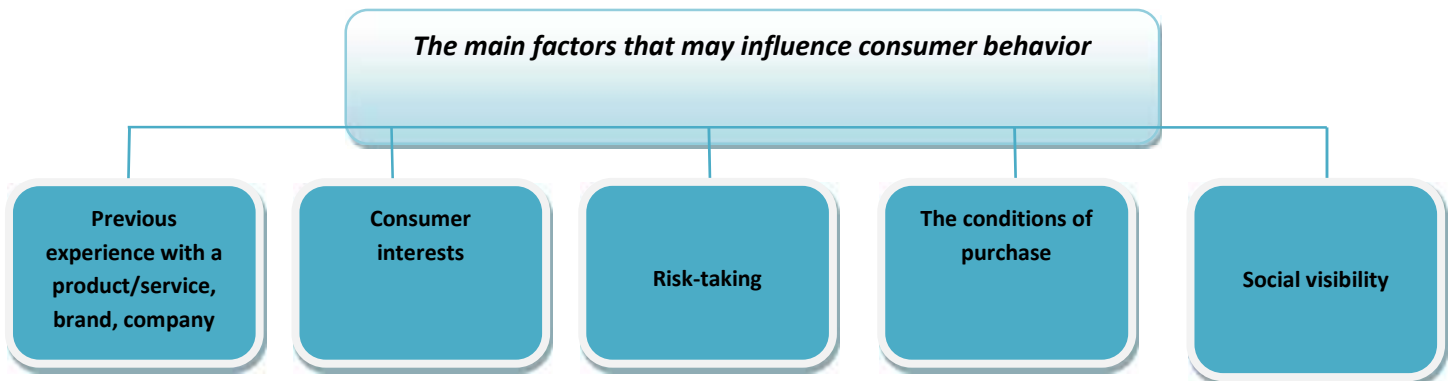 The main factors that may influence consumer behavior
Previous
experience with a
product/service,
brand, company
Consumer
interests
Risk-taking
The conditions of
purchase
Social visibility